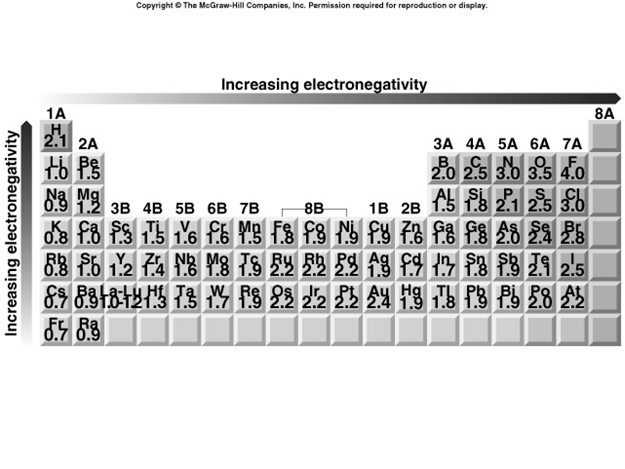 Copyright © The McGraw-Hill Companies, Inc. Permission required for reproduction or display.
Increasing electronegativity
Increasing electronegativity
1A 8A
2A 3A 4A 5A 6A 7A
3B 4B 5B 6B 7B 8B 1B 2B
H
2.1
Li Be B C N O F
1.0 1.5 2.0 2.5 3.0 3.5 4.0
Na Mg Al Si P S Cl
0.9 1.2 1.5 1.8 2.1 2.5 3.0
K Ca Sc Ti V Cr Mn Fe Co Ni Cu Zn Ga Ge As Se Br
0.8 1.0 1.3 1.5 1.6 1.6 1.5 1.8 1.9 1.9 1.9 1.6 1.6 1.8 2.0 2.4 2.8
Rb Sr Y Zr Nb Mo Tc Ru Rh Pd Ag Cd In Sn Sb Te I
0.8 1.0 1.2 1.4 1.6 1.8 1.9 2.2 2.2 2.2 1.9 1.7 1.7 1.8 1.9 2.1 2.5
Cs Ba La-Lu Hf Ta W Re Os Ir Pt Au Hg Tl Pb Bi Po At
0.7 0.9 1.0-1.2 1.3 1.5 1.7 1.9 2.2 2.2 2.2 2.4 1.9 1.8 1.9 1.9 2.0 2.2
Fr Ra
0.7 0.9